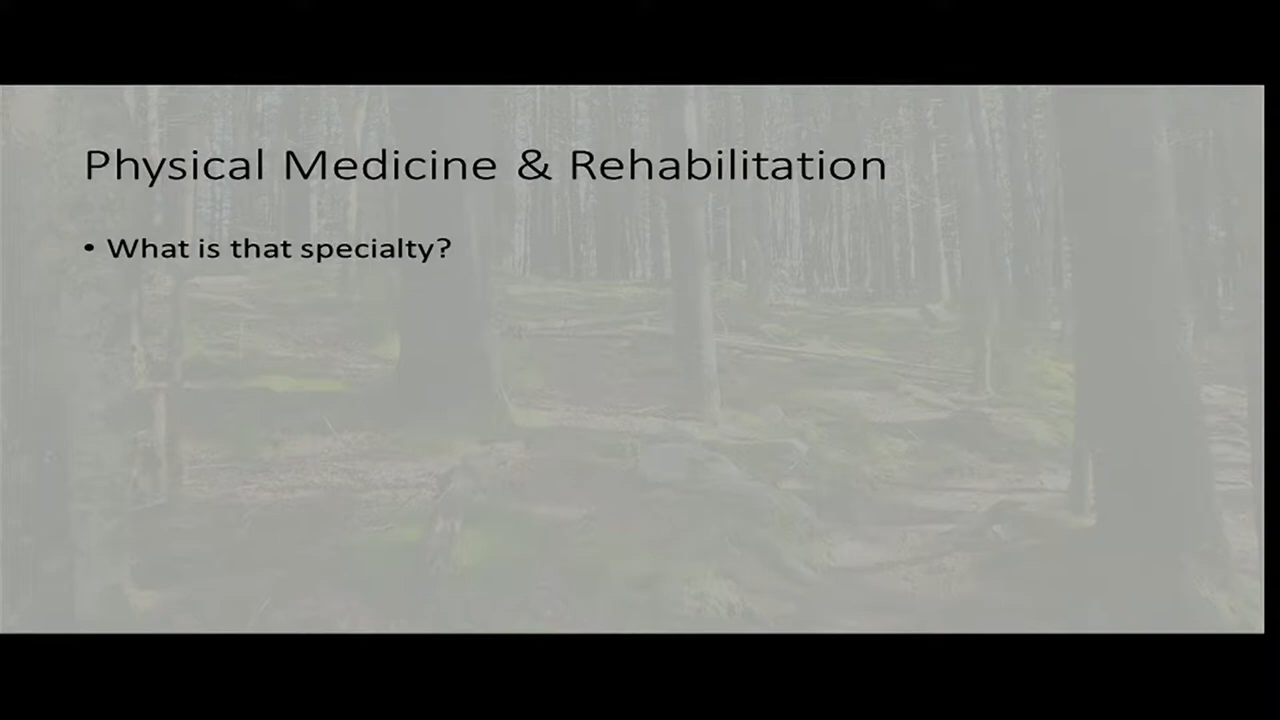 Physical Medicine & Rehabilitation
• What is that specialty?